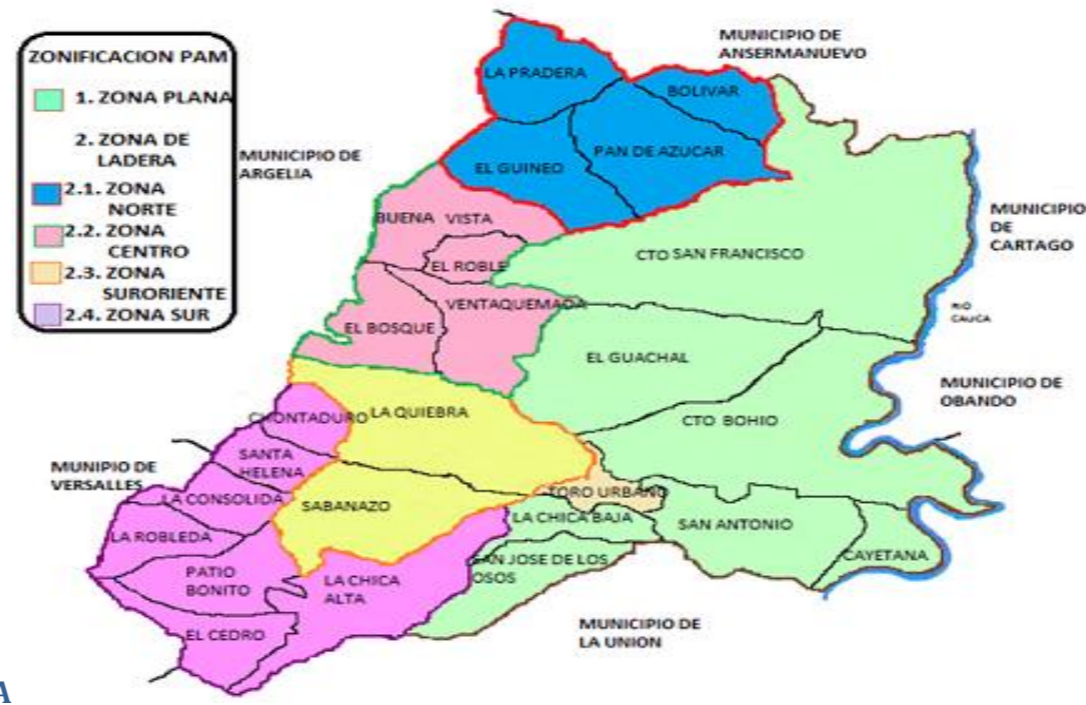 ZONIFICACION PAM
1. ZONA PLANA
2. ZONA DE
LADERA
2.1. ZONA
NORTE
2.2. ZONA
CENTRO
2.3. ZONA
SURORIENTE
2.4. ZONA SUR
MUNICIPIO DE
ANSERMANUEVO
LA PRADERA
BOLIVAR
MUNICIPIO DE
ARGELIA
EL GUINEO
PAN DE AZUCAR
BUENA VISTA
MUNICIPIO
DE
CARTAGO
EL ROBLE
CTO SAN FRANCISCO
VENTAQUEMADA
EL BOSQUE
RIO
CAUCA
EL GUACHAL
MUNICIPIO DE
OBANDO
CHONTADURO
LA QUIEBRA
CTO BOHIO
SANTA
HELENA
MUNIPIO DE
VERSALLES
LA CONSOLIDA
SABANAZO
TORO URBANO
LA CHICA BAJA
SAN ANTONIO
LA ROBLEDA
CAYETANA
SAN JOSE DE LOS
OSOS
PATIO
BONITO
LA CHICA
ALTA
EL CEDRO
MUNICIPIO DE
LA UNION
A